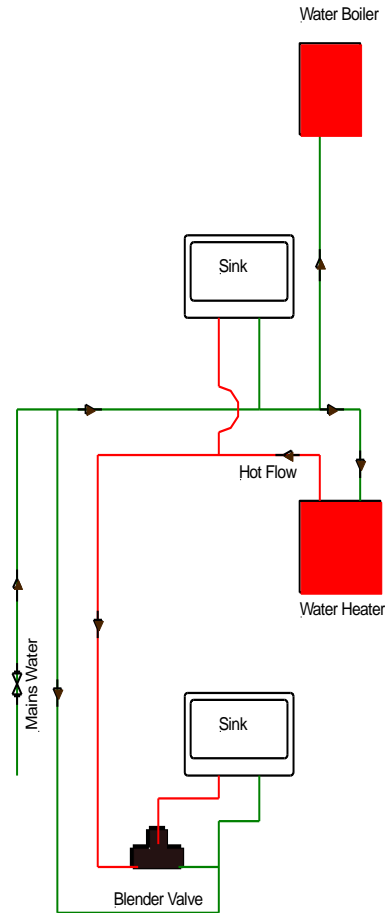 Water Boiler
Sink
Hot Flow
Water Heater
Mains Water
Sink
Blender Valve